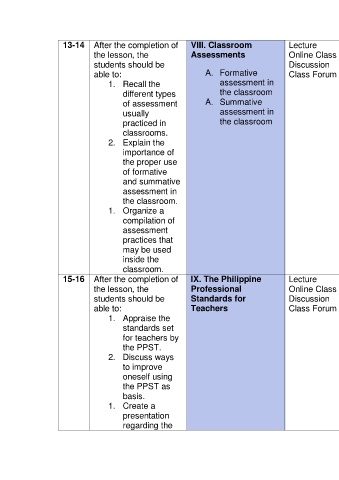 13-14
After the completion of
the lesson, the
students should be
able to:
1. Recall the
different types
of assessment
usually
practiced in
classrooms.
2. Explain the
importance of
the proper use
of formative
and summative
assessment in
the classroom.
1. Organize a
compilation of
assessment
practices that
may be used
inside the
classroom.
VIII. Classroom
Assessments
A. Formative
assessment in
the classroom
A. Summative
assessment in
the classroom
Lecture
Online Class
Discussion
Class Forum
15-16
After the completion of
the lesson, the
students should be
able to:
1. Appraise the
standards set
for teachers by
the PPST.
2. Discuss ways
to improve
oneself using
the PPST as
basis.
1. Create a
presentation
regarding the
IX. The Philippine
Professional
Standards for
Teachers
Lecture
Online Class
Discussion
Class Forum